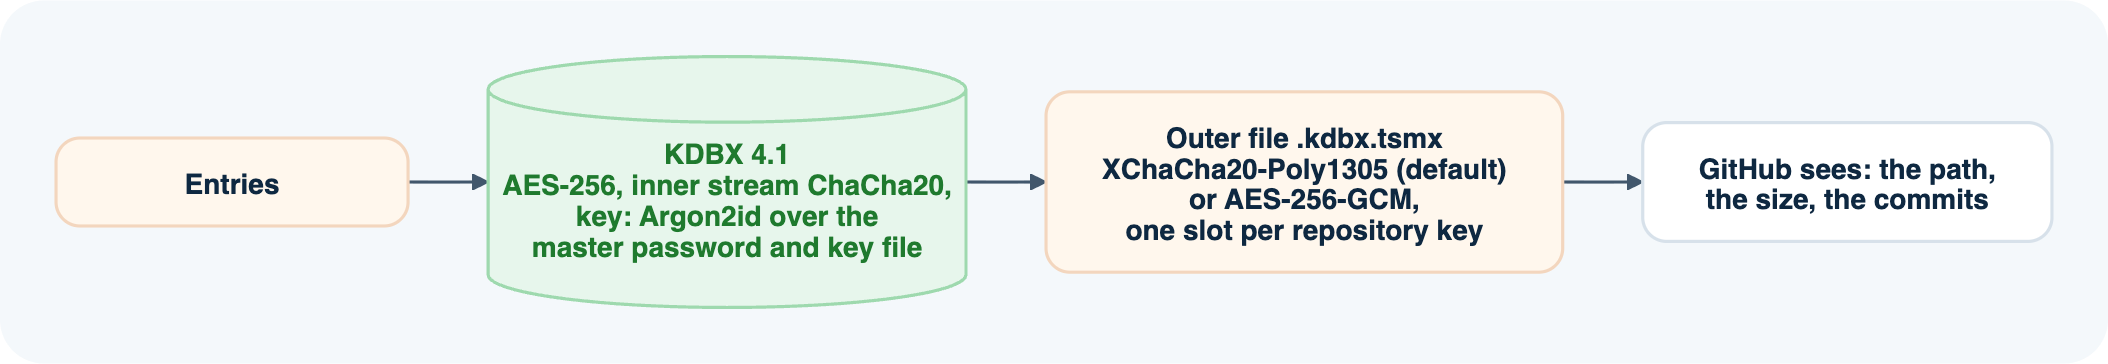 Entries
KDBX 4.1
AES-256, inner stream ChaCha20,
key: Argon2id over the
master password and key file
Outer file .kdbx.tsmx
XChaCha20-Poly1305 (default)
or AES-256-GCM,
one slot per repository key
GitHub sees: the path,
the size, the commits